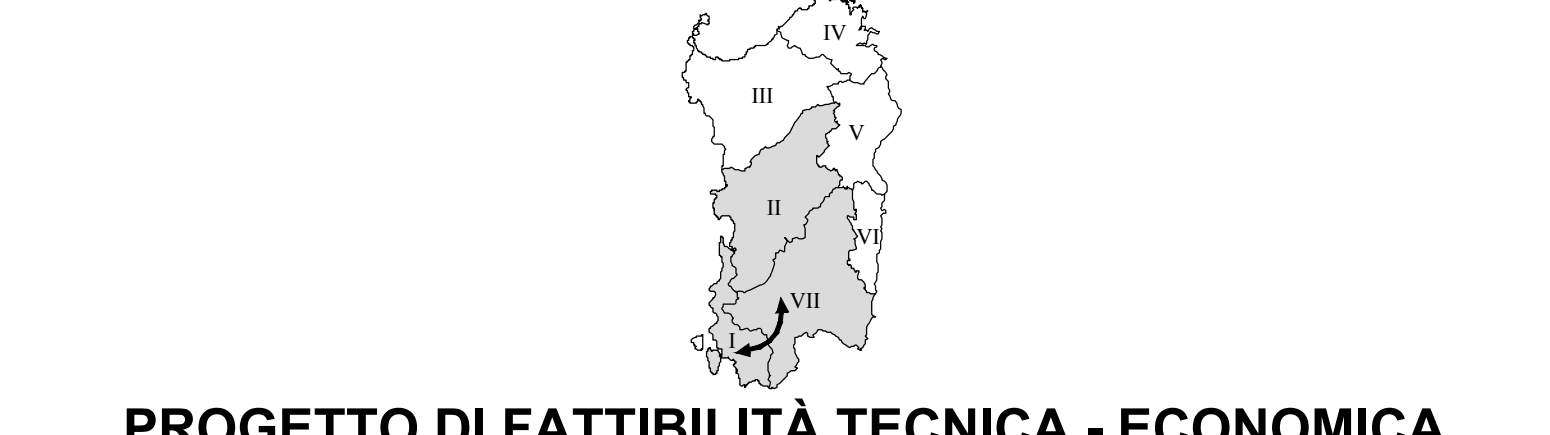 IV
III
V
II
VI
VII
I
PROGETTO DI FATTIBILITÀ TECNICA - ECONOMICA